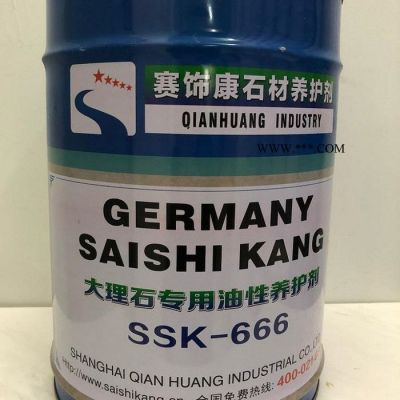 赛饰康石材养护剂
QIANHUANG INDUSTRY
WWW.***.COM
GERMANY
SAISHI KANG
大理石专用油性养护剂
SSK-666
SHANGHAI QIAN HUANG INDUSTRIAL CO.,LT
Http://www.saishikang.cn 全国免费热线: 400-021